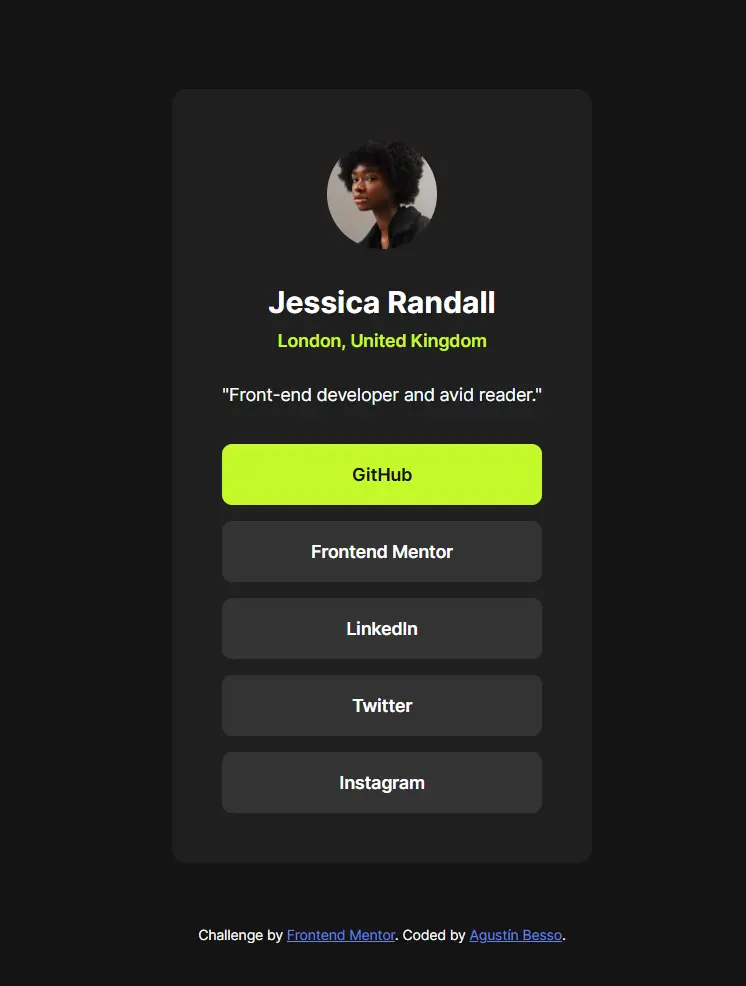 Jessica Randall
London, United Kingdom
"Front-end developer and avid reader."
GitHub
Frontend Mentor
LinkedIn
Twitter
Instagram
Challenge by Frontend Mentor. Coded by Agustín Besso.